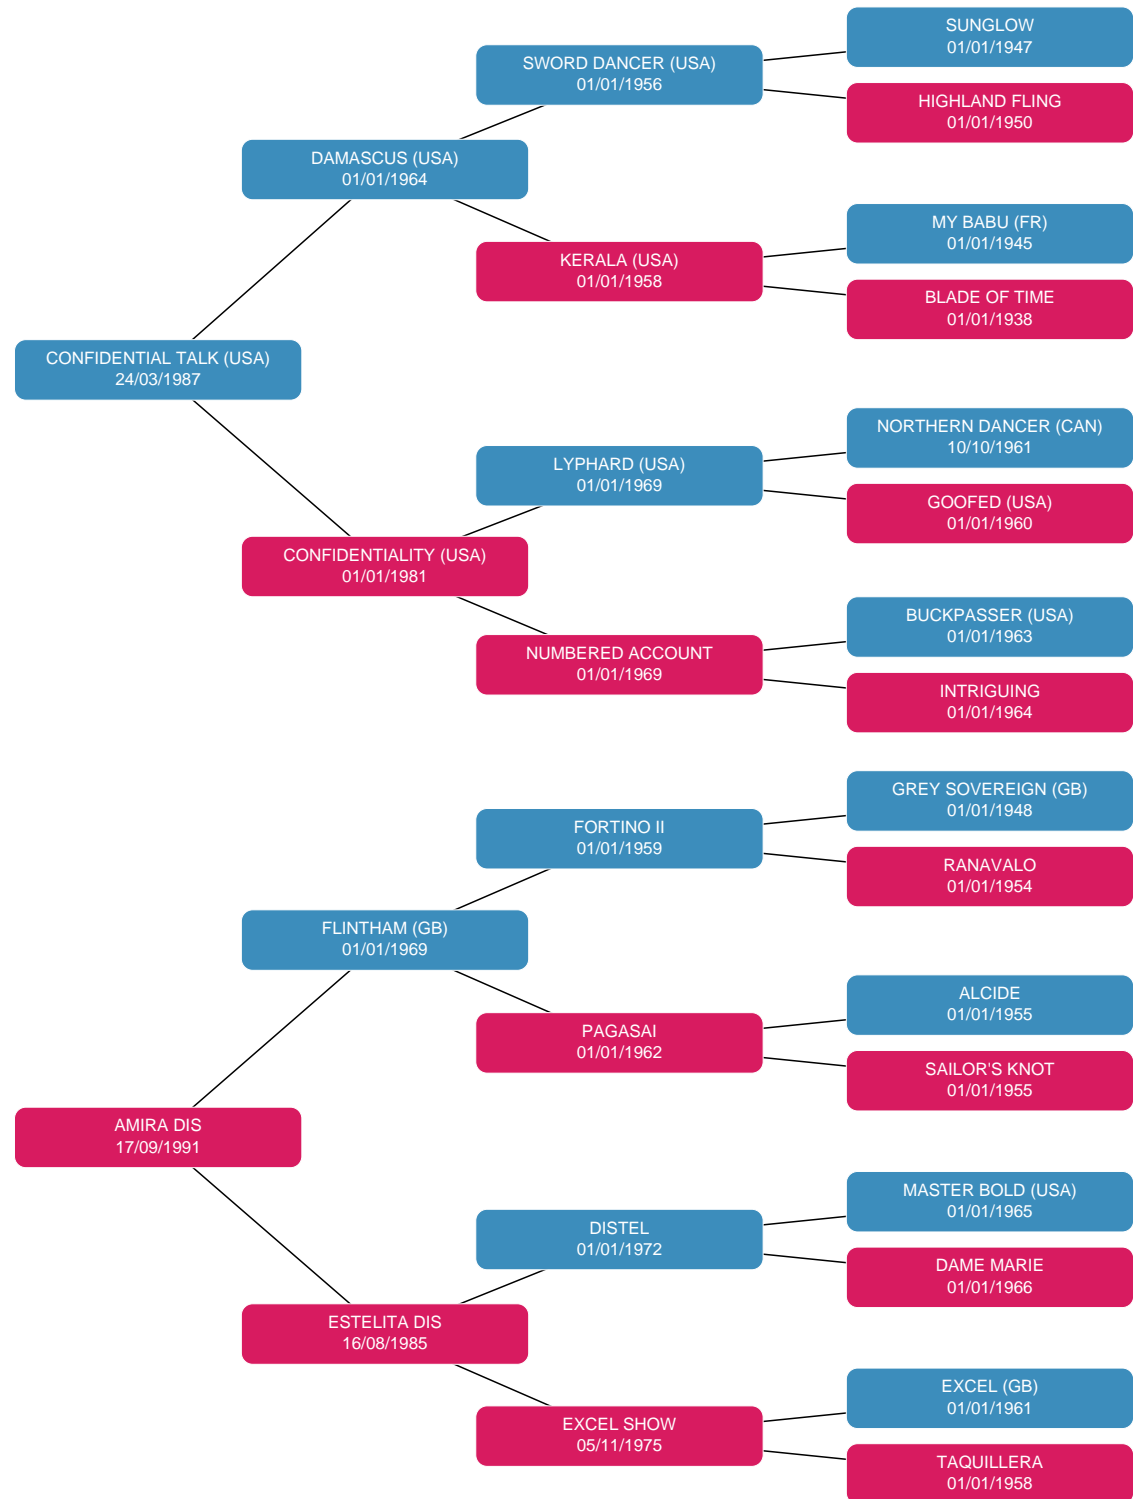 SUNGLOW
01/01/1947
SWORD DANCER (USA)
01/01/1956
HIGHLAND FLING
01/01/1950
DAMASCUS (USA)
01/01/1964
MY BABU (FR)
01/01/1945
KERALA (USA)
01/01/1958
BLADE OF TIME
01/01/1938
CONFIDENTIAL TALK (USA)
24/03/1987
NORTHERN DANCER (CAN)
10/10/1961
LYPHARD (USA)
01/01/1969
GOOFED (USA)
01/01/1960
CONFIDENTIALITY (USA)
01/01/1981
BUCKPASSER (USA)
01/01/1963
NUMBERED ACCOUNT
01/01/1969
INTRIGUING
01/01/1964
GREY SOVEREIGN (GB)
01/01/1948
FORTINO II
01/01/1959
RANAVALO
01/01/1954
FLINTHAM (GB)
01/01/1969
ALCIDE
01/01/1955
PAGASAI
01/01/1962
SAILOR'S KNOT
01/01/1955
AMIRA DIS
17/09/1991
MASTER BOLD (USA)
01/01/1965
DISTEL
01/01/1972
DAME MARIE
01/01/1966
ESTELITA DIS
16/08/1985
EXCEL (GB)
01/01/1961
EXCEL SHOW
05/11/1975
TAQUILLERA
01/01/1958